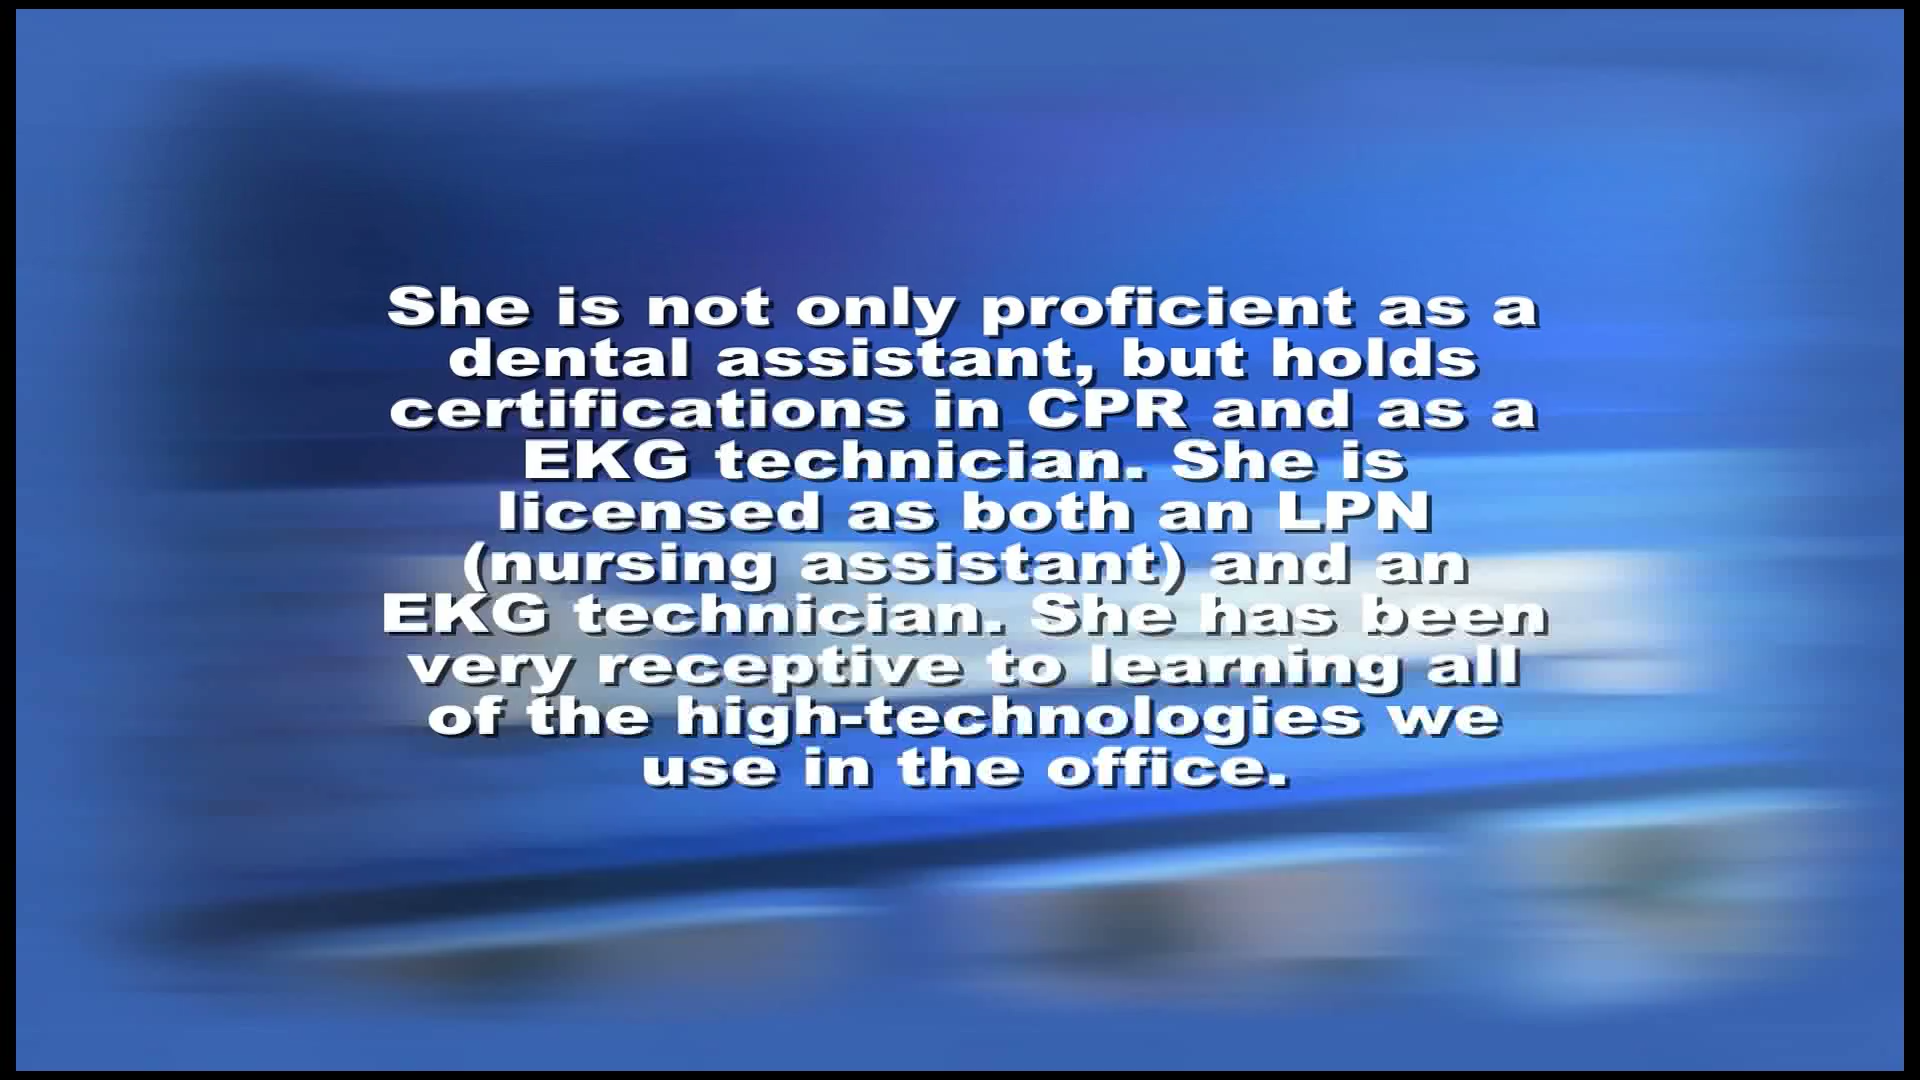 She is not only proficient as a
dental assistant, but holds
certifications in CPR and as a
EKG technician. She is
licensed as both an LPN
(nursing assistant) and an
EKG technician. She has been
very receptive to learning all
of the high-technologies we
use in the office.